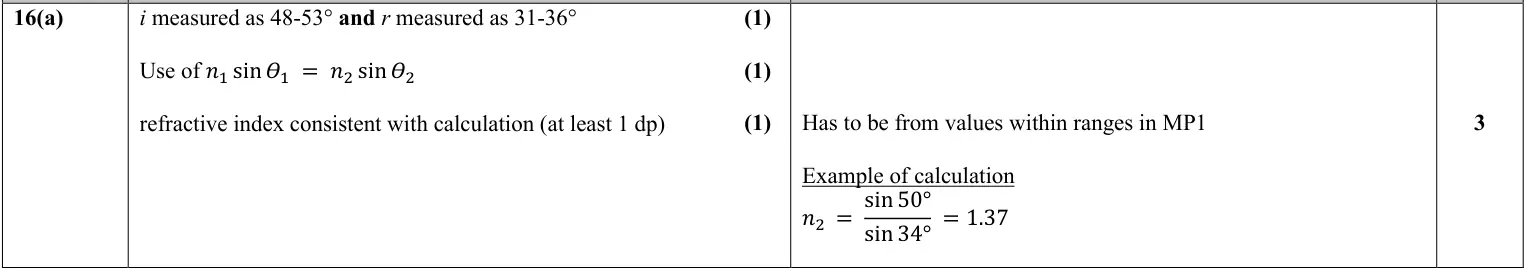 16(a)
i measured as 48-53° and r measured as 31-36° (1)
Use of n₁ sin θ₁ = n₂ sin θ₂ (1)
refractive index consistent with calculation (at least 1 dp) (1)
Has to be from values within ranges in MP1
3
Example of calculation
n₂ = sin 50° / sin 34° = 1.37